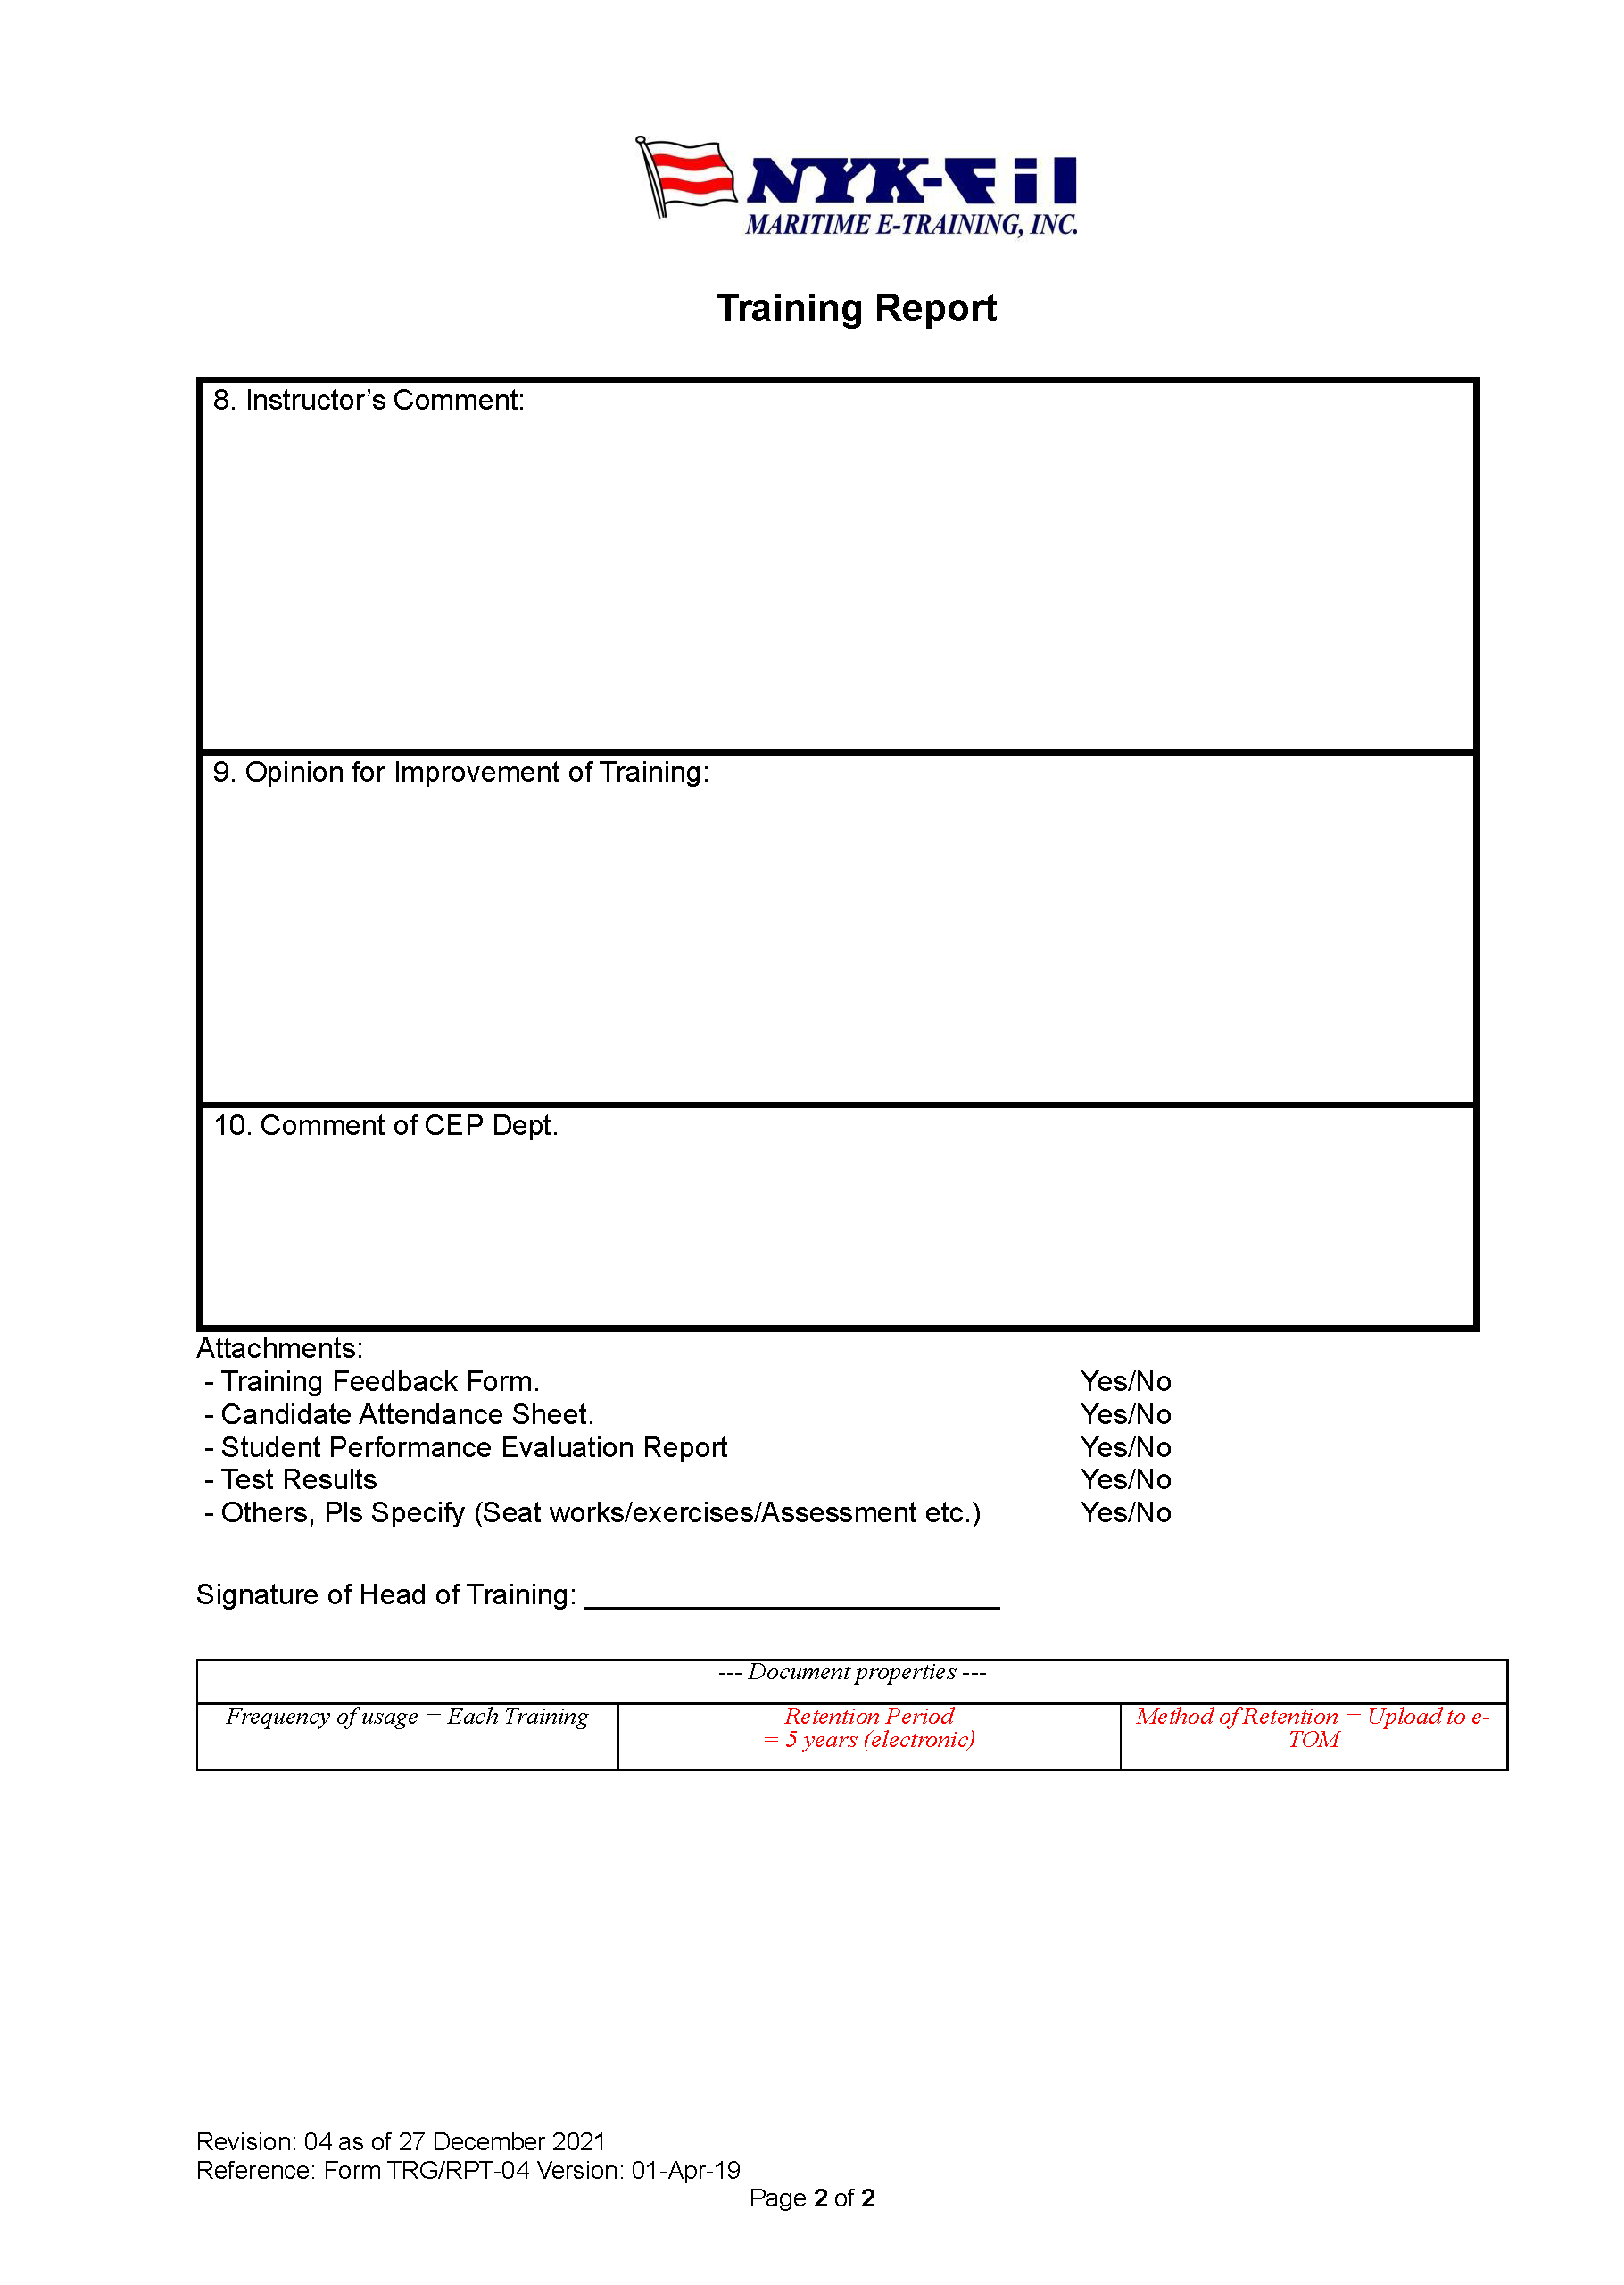 NYK-Fil
MARITIME E-TRAINING, INC.
Training Report
8. Instructor’s Comment:
9. Opinion for Improvement of Training:
10. Comment of CEP Dept.
Attachments:
- Training Feedback Form. Yes/No
- Candidate Attendance Sheet. Yes/No
- Student Performance Evaluation Report Yes/No
- Test Results Yes/No
- Others, Pls Specify (Seat works/exercises/Assessment etc.) Yes/No
Signature of Head of Training: __________________________
--- Document properties ---
Frequency of usage = Each Training
Retention Period
= 5 years (electronic)
Method of Retention = Upload to e-
TOM
Revision: 04 as of 27 December 2021
Reference: Form TRG/RPT-04 Version: 01-Apr-19
Page 2 of 2